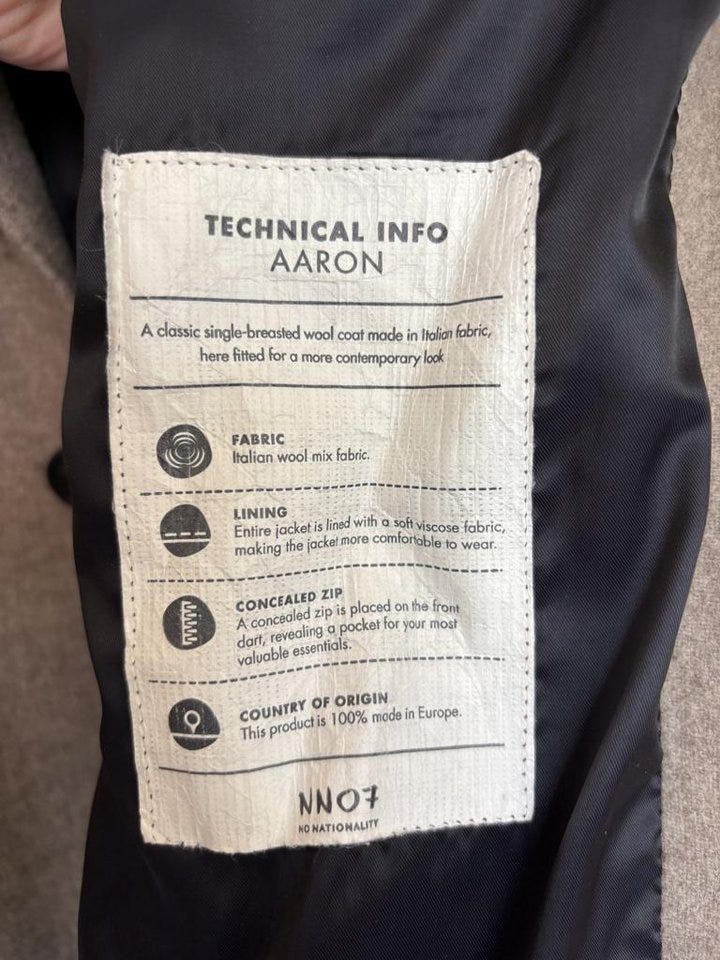 TECHNICAL INFO
AARON
A classic single-breasted wool coat made in Italian fabric,
here fitted for a more contemporary look
FABRIC
Italian wool mix fabric.
LINING
Entire jacket is lined with a soft viscose fabric,
making the jacket more comfortable to wear.
CONCEALED ZIP
A concealed zip is placed on the front
dart, revealing a pocket for your most
valuable essentials.
COUNTRY OF ORIGIN
This product is 100% made in Europe.
NN07
NO NATIONALITY